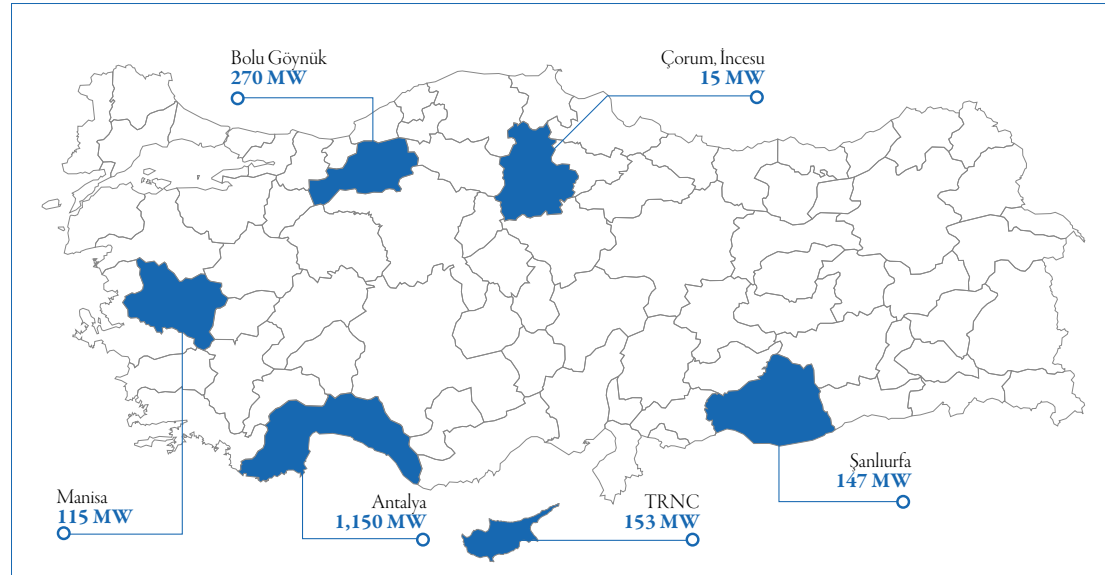 Bolu Göynük
270 MW
Çorum, İncesu
15 MW
Manisa
115 MW
Antalya
1,150 MW
TRNC
153 MW
Şanlıurfa
147 MW